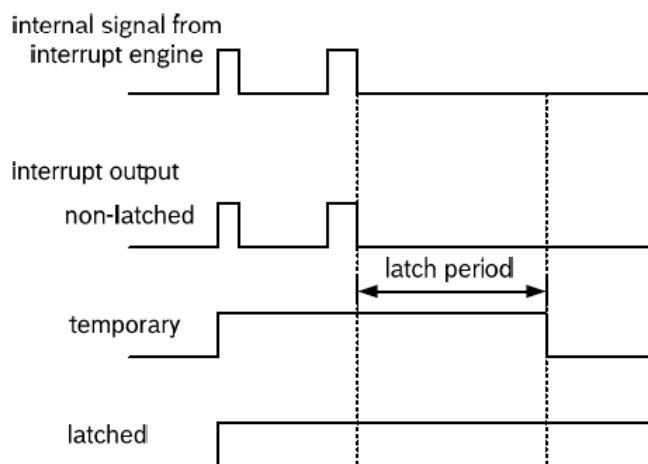 internal signal from
interrupt engine
interrupt output
non-latched
latch period
temporary
latched